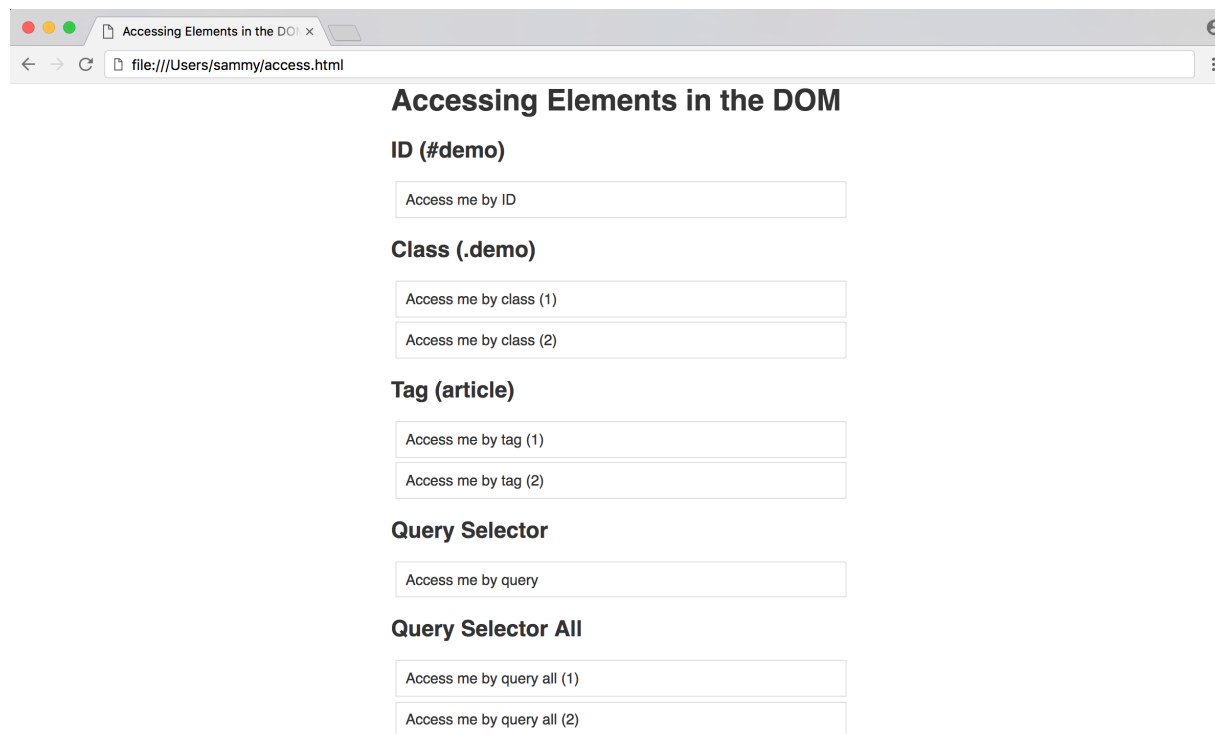 Accessing Elements in the DO
file:///Users/sammy/access.html
Accessing Elements in the DOM
ID (#demo)
Access me by ID
Class (.demo)
Access me by class (1)
Access me by class (2)
Tag (article)
Access me by tag (1)
Access me by tag (2)
Query Selector
Access me by query
Query Selector All
Access me by query all (1)
Access me by query all (2)